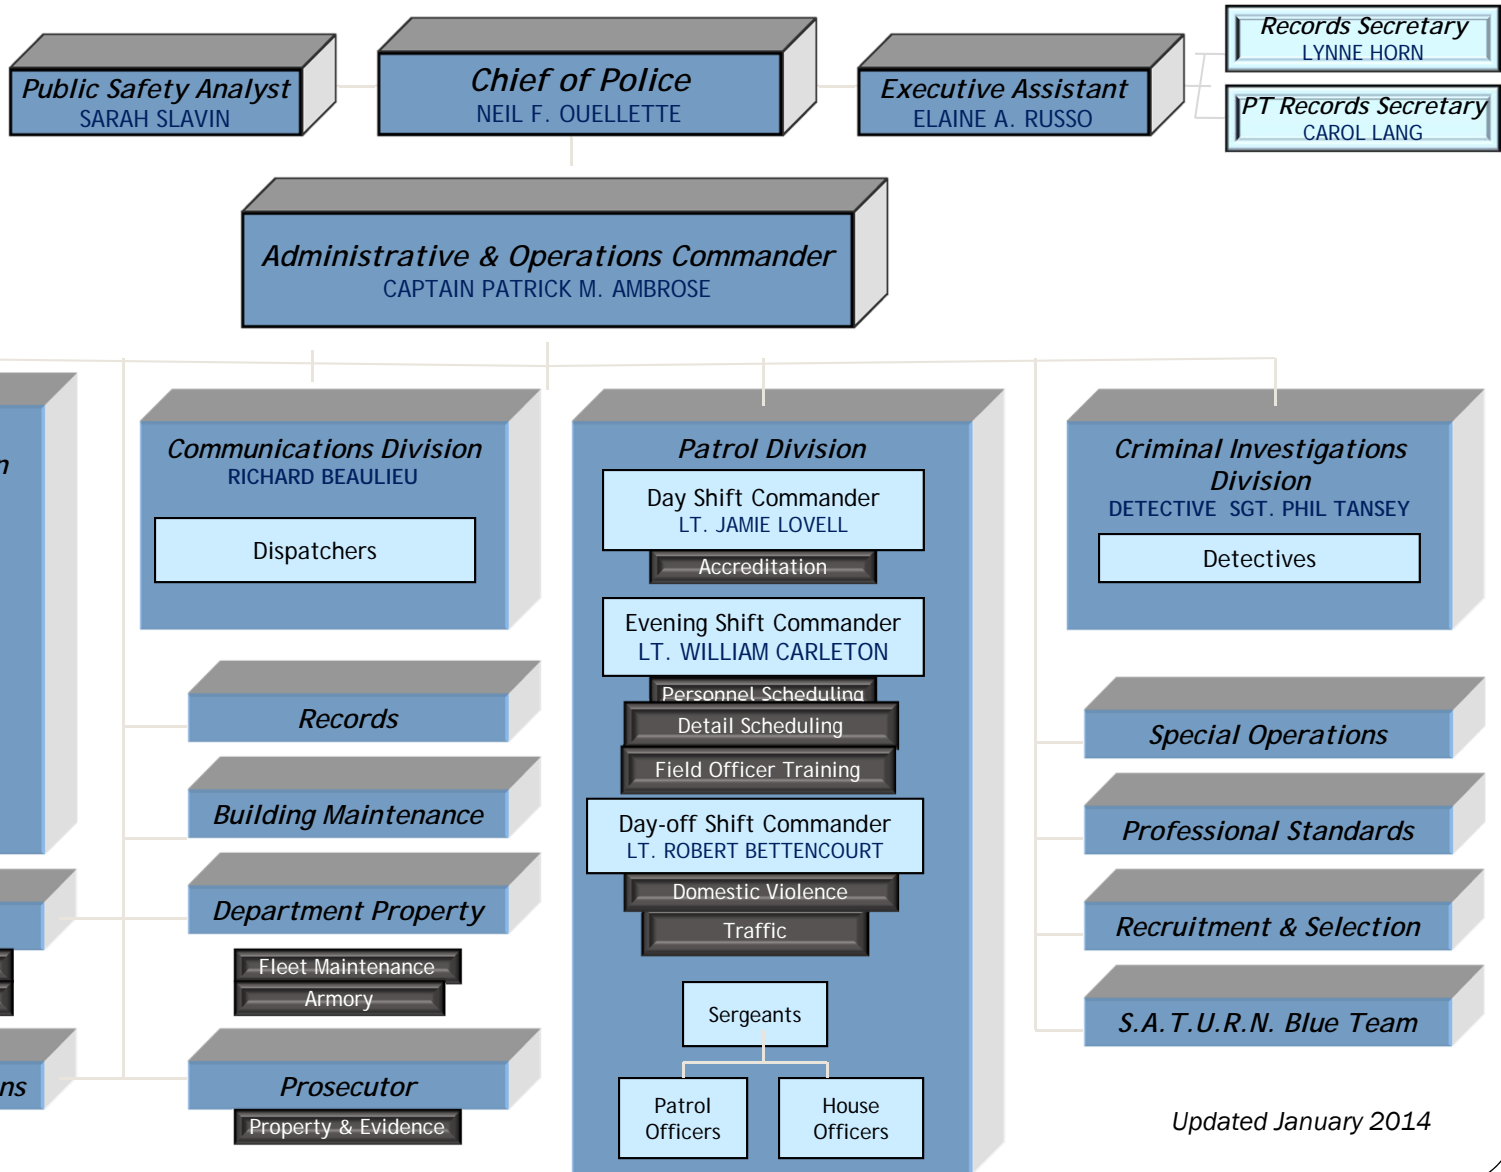 Public Safety Analyst
SARAH SLAVIN
Chief of Police
NEIL F. OUELLETTE
Executive Assistant
ELAINE A. RUSSO
Records Secretary
LYNNE HORN
PT Records Secretary
CAROL LANG
Administrative & Operations Commander
CAPTAIN PATRICK M. AMBROSE
n
ns
Communications Division
RICHARD BEAULIEU
Dispatchers
Records
Building Maintenance
Department Property
Fleet Maintenance
Armory
Prosecutor
Property & Evidence
Patrol Division
Day Shift Commander
LT. JAMIE LOVELL
Accreditation
Evening Shift Commander
LT. WILLIAM CARLETON
Personnel Scheduling
Detail Scheduling
Field Officer Training
Day-off Shift Commander
LT. ROBERT BETTENCOURT
Domestic Violence
Traffic
Sergeants
Patrol
Officers
House
Officers
Criminal Investigations
Division
DETECTIVE SGT. PHIL TANSEY
Detectives
Special Operations
Professional Standards
Recruitment & Selection
S.A.T.U.R.N. Blue Team
Updated January 2014